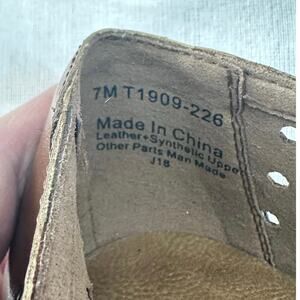 7M T1909-226
Made In China
Leather+Synthetic Upper
Other Parts Man Made
J18